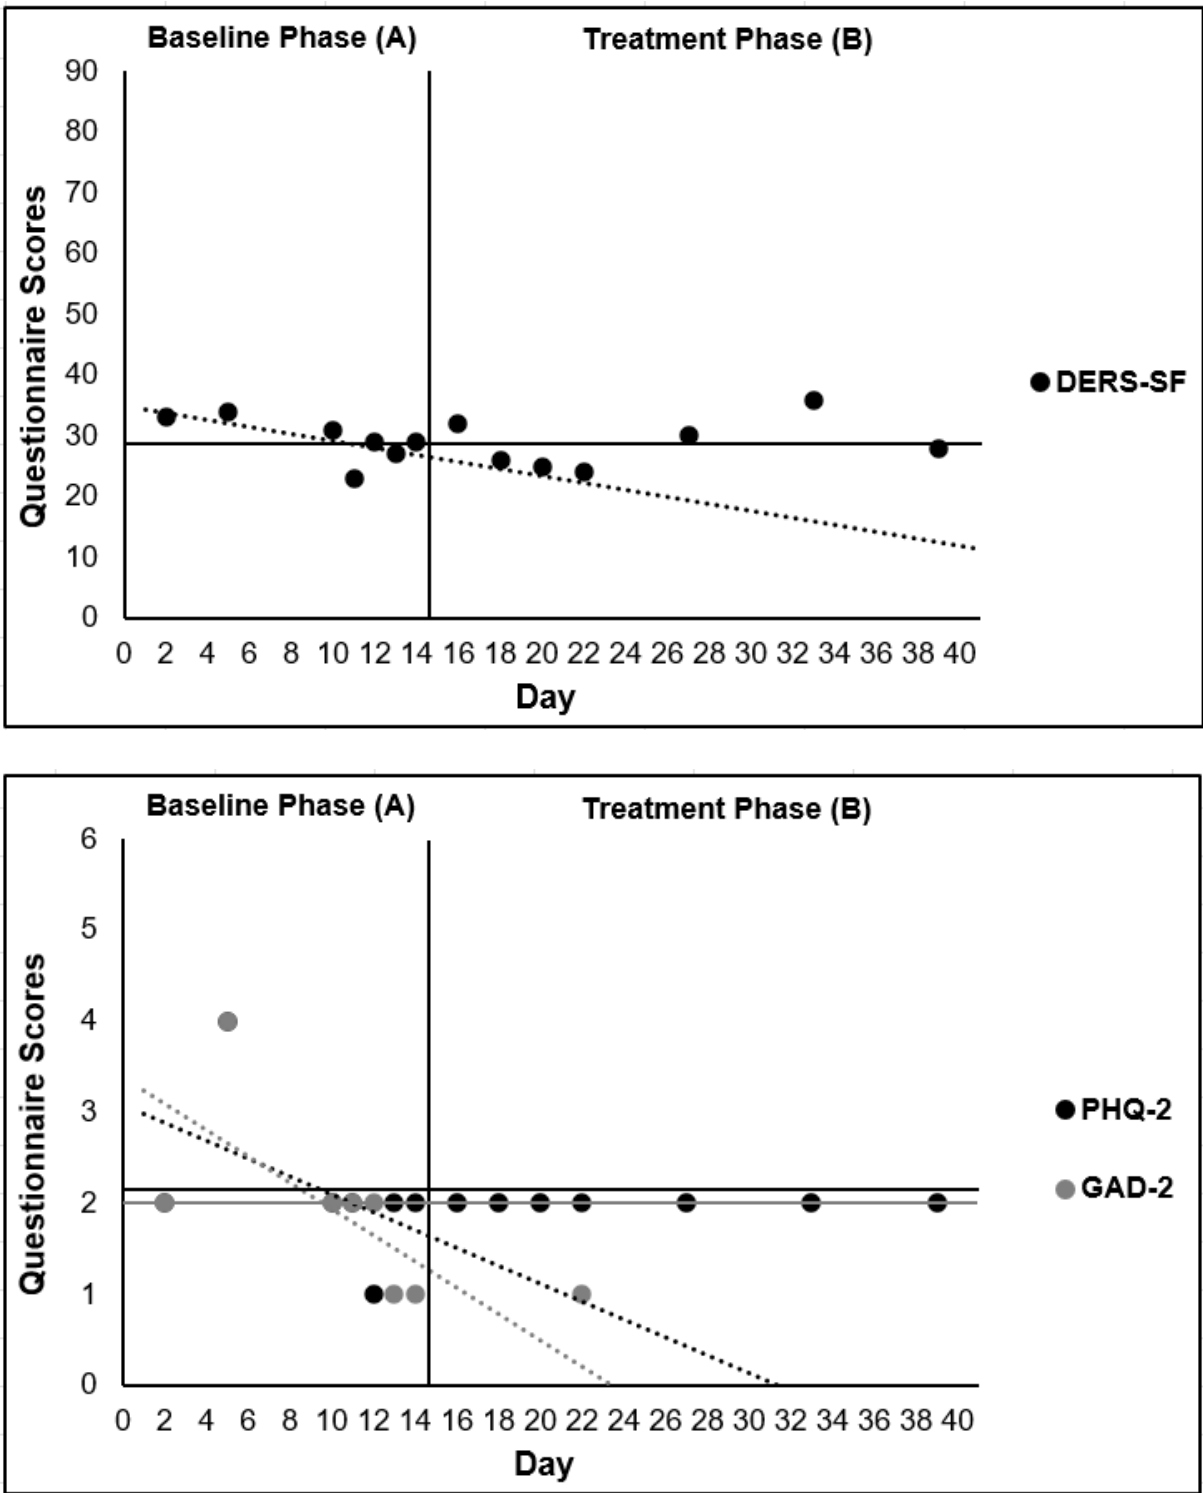 Baseline Phase (A) Treatment Phase (B)
90
80
70
60
50
40
30
20
10
0
Questionnaire Scores
DERS-SF
0 2 4 6 8 10 12 14 16 18 20 22 24 26 28 30 32 34 36 38 40
Day
Baseline Phase (A) Treatment Phase (B)
6
5
4
3
2
1
0
Questionnaire Scores
PHQ-2
GAD-2
0 2 4 6 8 10 12 14 16 18 20 22 24 26 28 30 32 34 36 38 40
Day